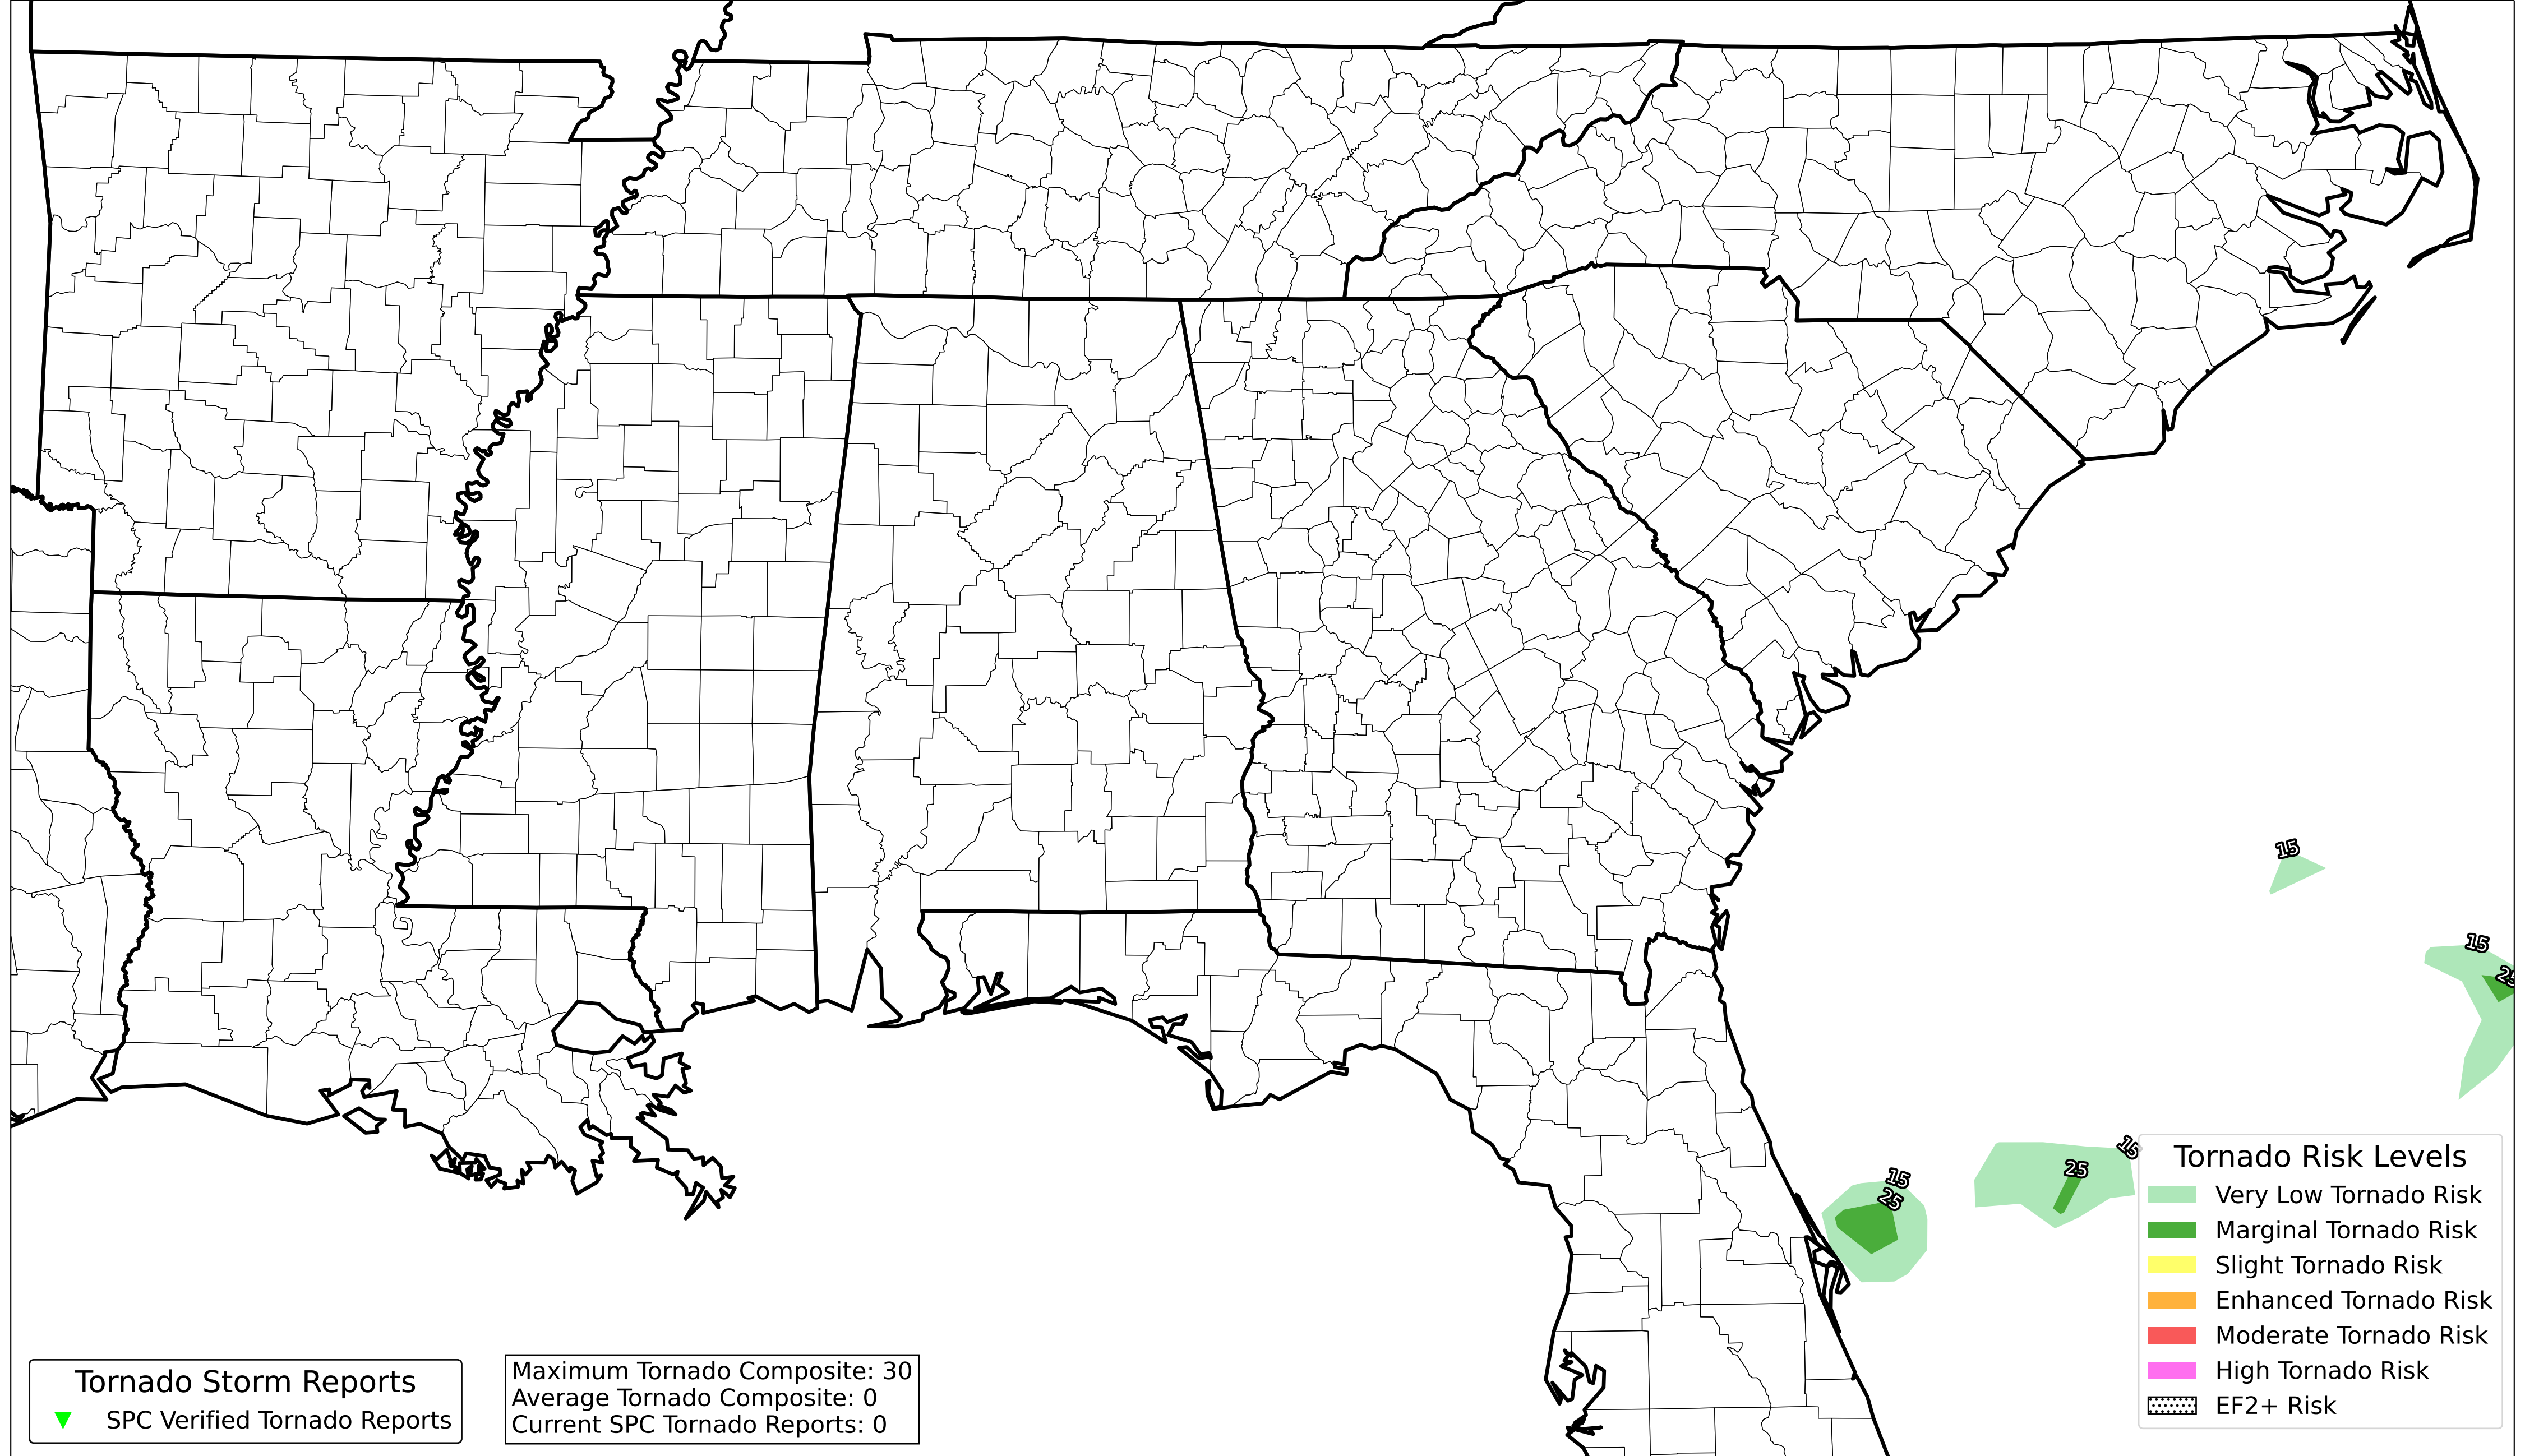 15
15
25
15
25
15
25
Tornado Risk Levels
Very Low Tornado Risk
Marginal Tornado Risk
Slight Tornado Risk
Enhanced Tornado Risk
Moderate Tornado Risk
High Tornado Risk
EF2+ Risk
Tornado Storm Reports
SPC Verified Tornado Reports
Maximum Tornado Composite: 30
Average Tornado Composite: 0
Current SPC Tornado Reports: 0